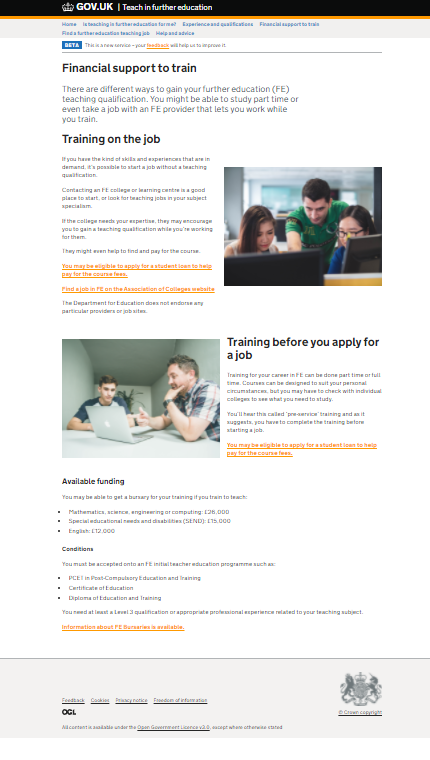 GOV.UK | Teach in further education
Home Is teaching in further education for me? Experience and qualifications Financial support to train
Find a further education teaching job Help and advice
BETA This is a new service – your feedback will help us to improve it.
Financial support to train
There are different ways to gain your further education (FE)
teaching qualification. You might be able to study part time or
even take a job with an FE provider that lets you work while
you train.
Training on the job
If you have the kind of skills and experiences that are in
demand, it's possible to start a job without a teaching
qualification.
Contacting an FE college or learning centre is a good
place to start, or look for teaching jobs in your subject
specialism.
If the college needs your expertise, they may encourage
you to gain a teaching qualification while you're working
for them.
They might even help to find and pay for the course.
You may be eligible to apply for a student loan to help
pay for the course fees.
Find a job in FE on the Association of Colleges website
The Department for Education does not endorse any
particular providers or job sites.
Training before you apply for
a job
Training for your career in FE can be done part time or full
time. Courses can be designed to suit your personal
circumstances, but you may have to check with individual
colleges to see what you need to study.
You'll hear this called 'pre-service' training and as it
suggests, you have to complete the training before
starting a job.
You may be eligible to apply for a student loan to help
pay for the course fees.
Available funding
You may be able to get a bursary for your training if you train to teach:
Mathematics, science, engineering or computing: £26,000
Special educational needs and disabilities (SEND): £15,000
English: £12,000
Conditions
You must be accepted onto an FE initial teacher education programme such as:
PGCE1 in Post-Compulsory Education and Training
Certificate of Education
Diploma of Education and Training
You need at least a Level 3 qualification or appropriate professional experience related to your teaching subject.
Information about FE Bursaries is available.
Feedback Cookies Privacy notice Freedom of information
OGL
© Crown copyright
All content is available under the Open Government Licence v3.0, except where otherwise stated